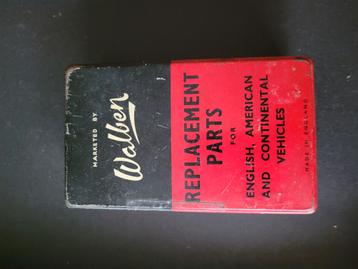 MARKETED BY
Walben
REPLACEMENT
PARTS
FOR
ENGLISH, AMERICAN
AND CONTINENTAL
VEHICLES
MADE IN ENGLAND